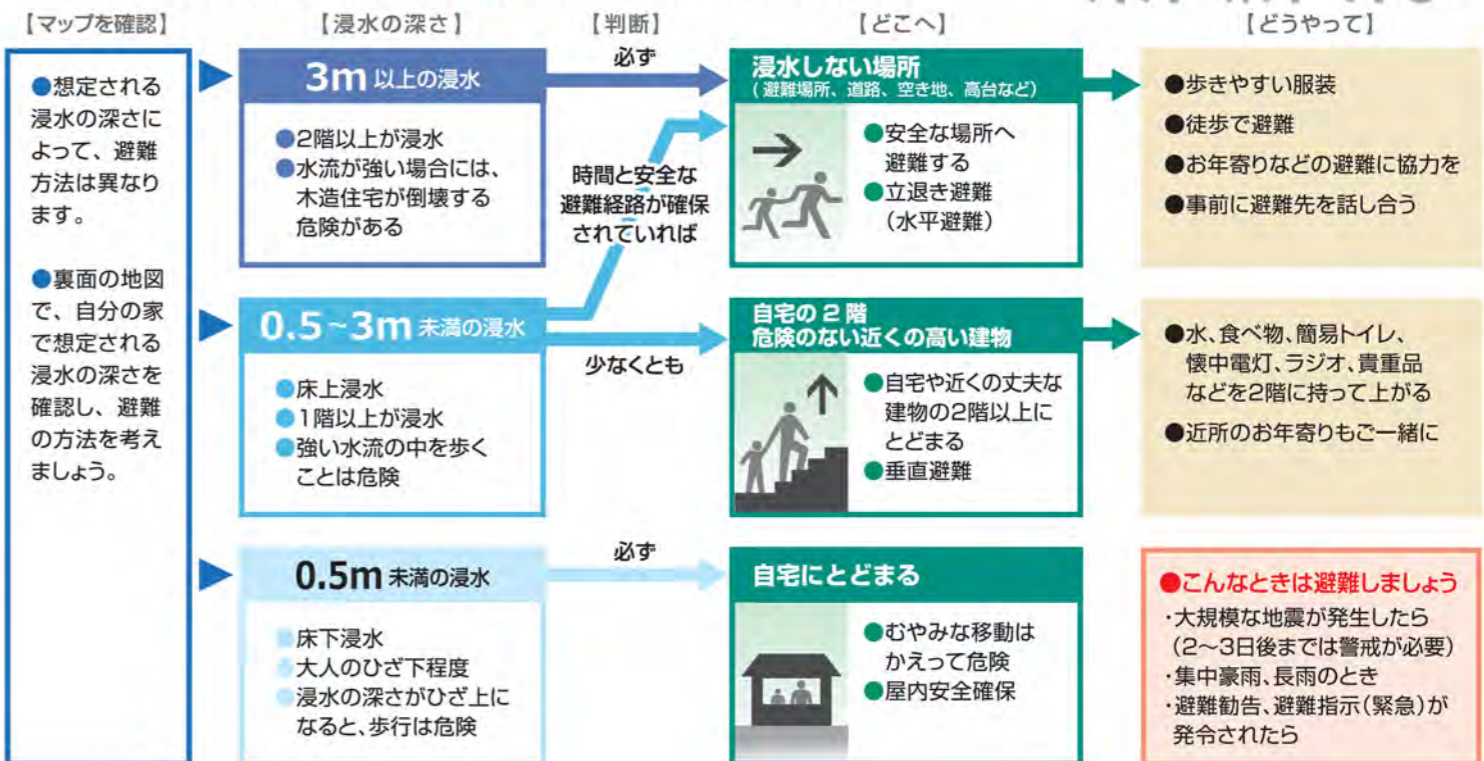 【マップを確認】
【浸水の深さ】
【判断】
【どこへ】
【どうやって】
●想定される
浸水の深さに
よって、避難
方法は異なり
ます。
●裏面の地図
で、自分の家
で想定される
浸水の深さを
確認し、避難
の方法を考え
ましょう。
3m 以上の浸水
●2階以上が浸水
●水流が強い場合には、
木造住宅が倒壊する
危険がある
必ず
浸水しない場所
(避難場所、道路、空き地、高台など)
●安全な場所へ
避難する
●立退き避難
(水平避難)
●歩きやすい服装
●徒歩で避難
●お年寄りなどの避難に協力を
●事前に避難先を話し合う
時間と安全な
避難経路が確保
されていれば
0.5~3m 未満の浸水
●床上浸水
●1階以上が浸水
●強い水流の中を歩く
ことは危険
少なくとも
自宅の2階
危険のない近くの高い建物
●自宅や近くの丈夫な
建物の2階以上に
とどまる
●垂直避難
●水、食べ物、簡易トイレ、
懐中電灯、ラジオ、貴重品
などを2階に持って上がる
●近所のお年寄りもご一緒に
0.5m 未満の浸水
●床下浸水
●大人のひざ下程度
●浸水の深さがひざ上に
なると、歩行は危険
必ず
自宅にとどまる
●むやみな移動は
かえって危険
●屋内安全確保
●こんなときは避難しましょう
・大規模な地震が発生したら
(2〜3日後までは警戒が必要)
・集中豪雨、長雨のとき
・避難勧告、避難指示(緊急)が
発令されたら